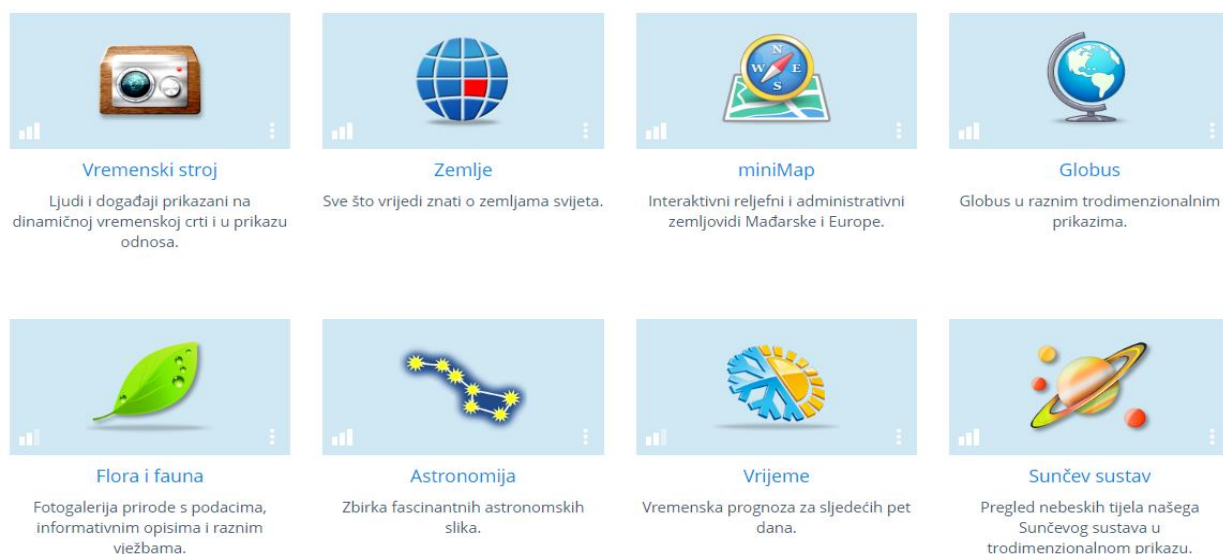 N
W E
S
Vremenski stroj
Ljudi i događaji prikazani na
dinamičnoj vremenskoj crti i u prikazu
odnosa.
Zemlje
Sve što vrijedi znati o zemljama svijeta.
miniMap
Interaktivni reljefni i administrativni
zemljovidi Mađarske i Europe.
Globus
Globus u raznim trodimenzionalnim
prikazima.
Flora i fauna
Fotogalerija prirode s podacima,
informativnim opisima i raznim
vježbama.
Astronomija
Zbirka fascinantnih astronomskih
slika.
Vrijeme
Vremenska prognoza za sljedećih pet
dana.
Sunčev sustav
Pregled nebeskih tijela našega
Sunčevog sustava u
trodimenzionalnom prikazu.